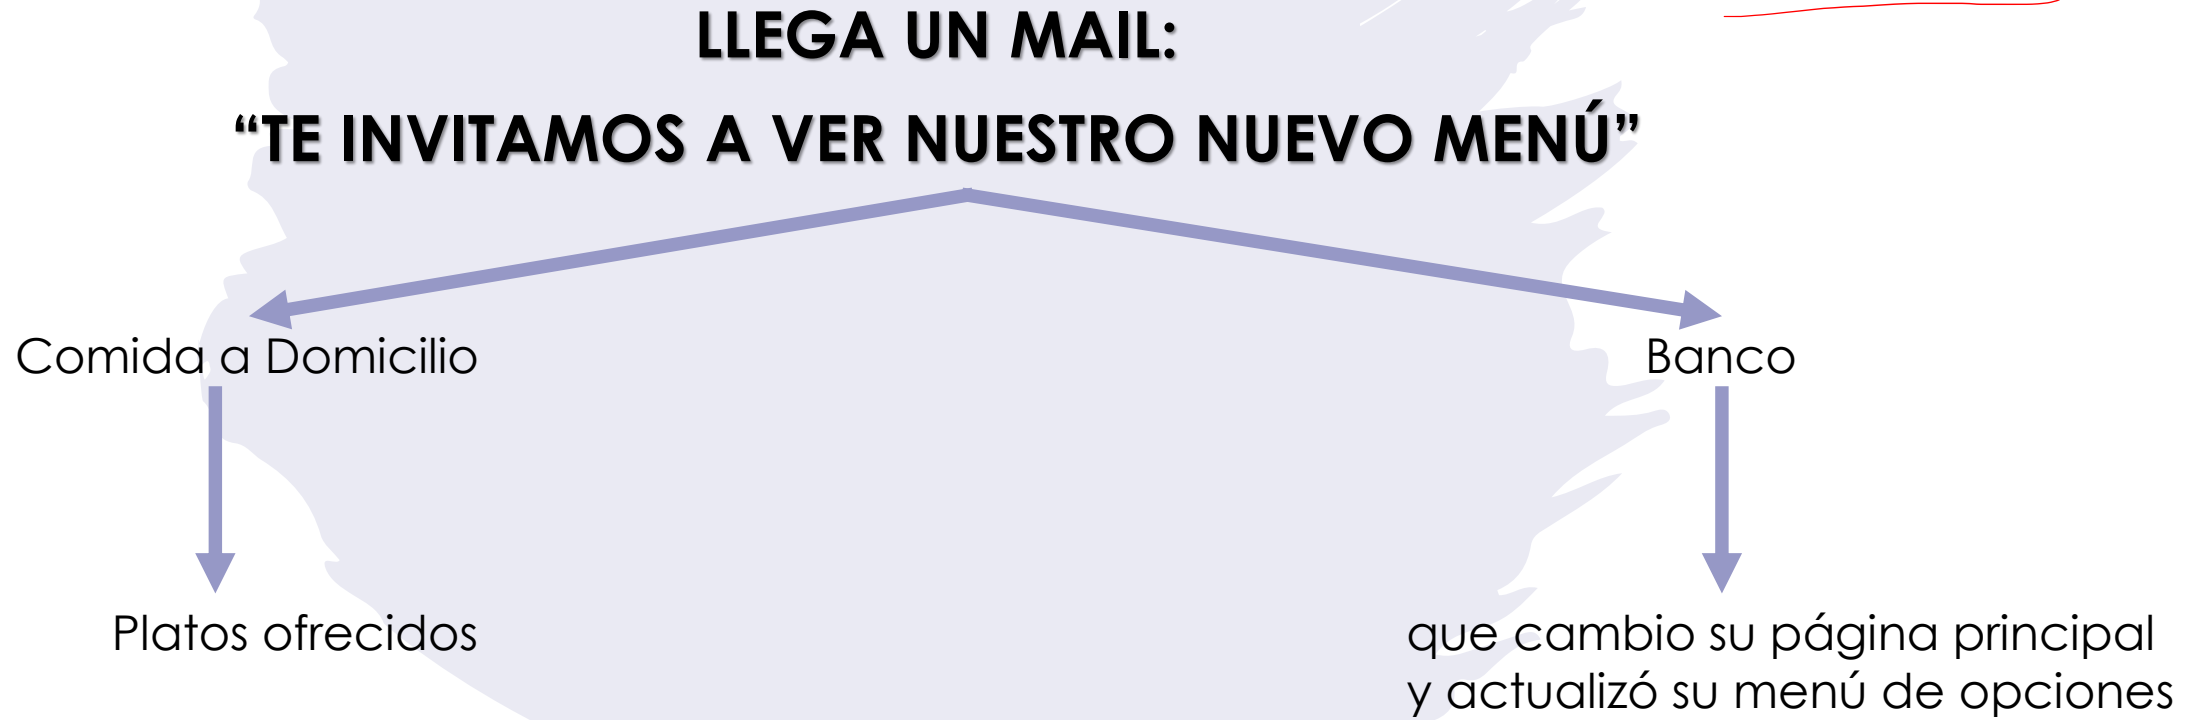 LLEGA UN MAIL:
“TE INVITAMOS A VER NUESTRO NUEVO MENÚ”
Comida a Domicilio
Banco
Platos ofrecidos
que cambio su página principal
y actualizó su menú de opciones